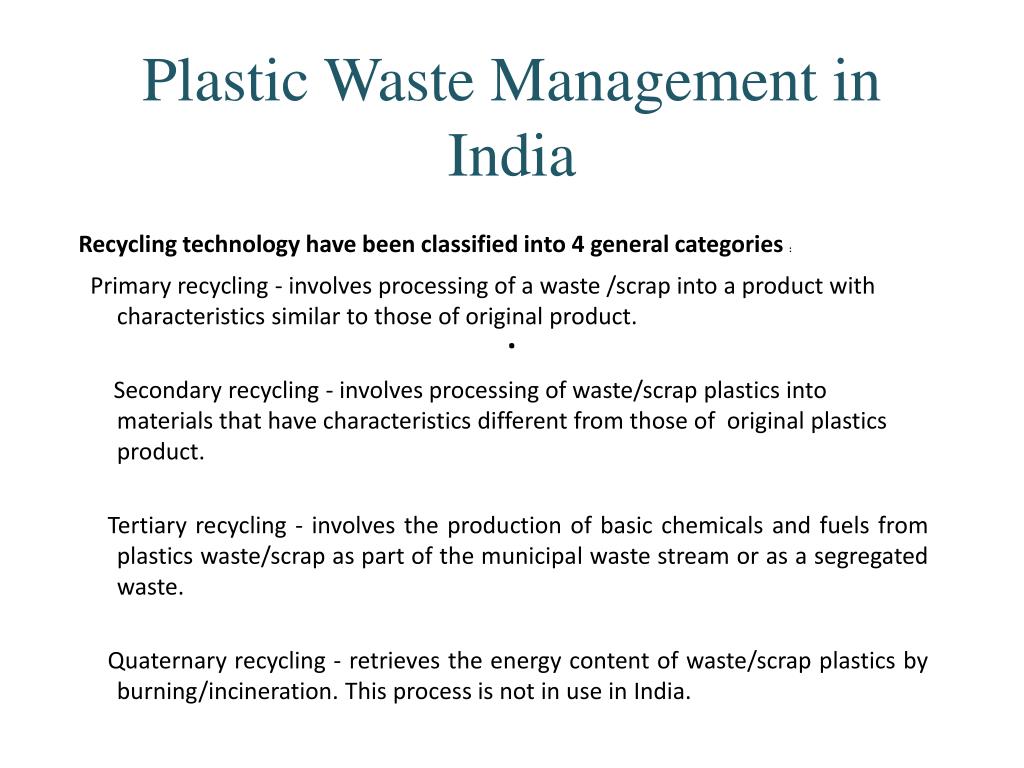 Plastic Waste Management in
India
Recycling technology have been classified into 4 general categories :
Primary recycling - involves processing of a waste /scrap into a product with
characteristics similar to those of original product.
•
Secondary recycling - involves processing of waste/scrap plastics into
materials that have characteristics different from those of  original plastics
product.
Tertiary recycling - involves the production of basic chemicals and fuels from
plastics waste/scrap as part of the municipal waste stream or as a segregated
waste.
Quaternary recycling - retrieves the energy content of waste/scrap plastics by
burning/incineration. This process is not in use in India.